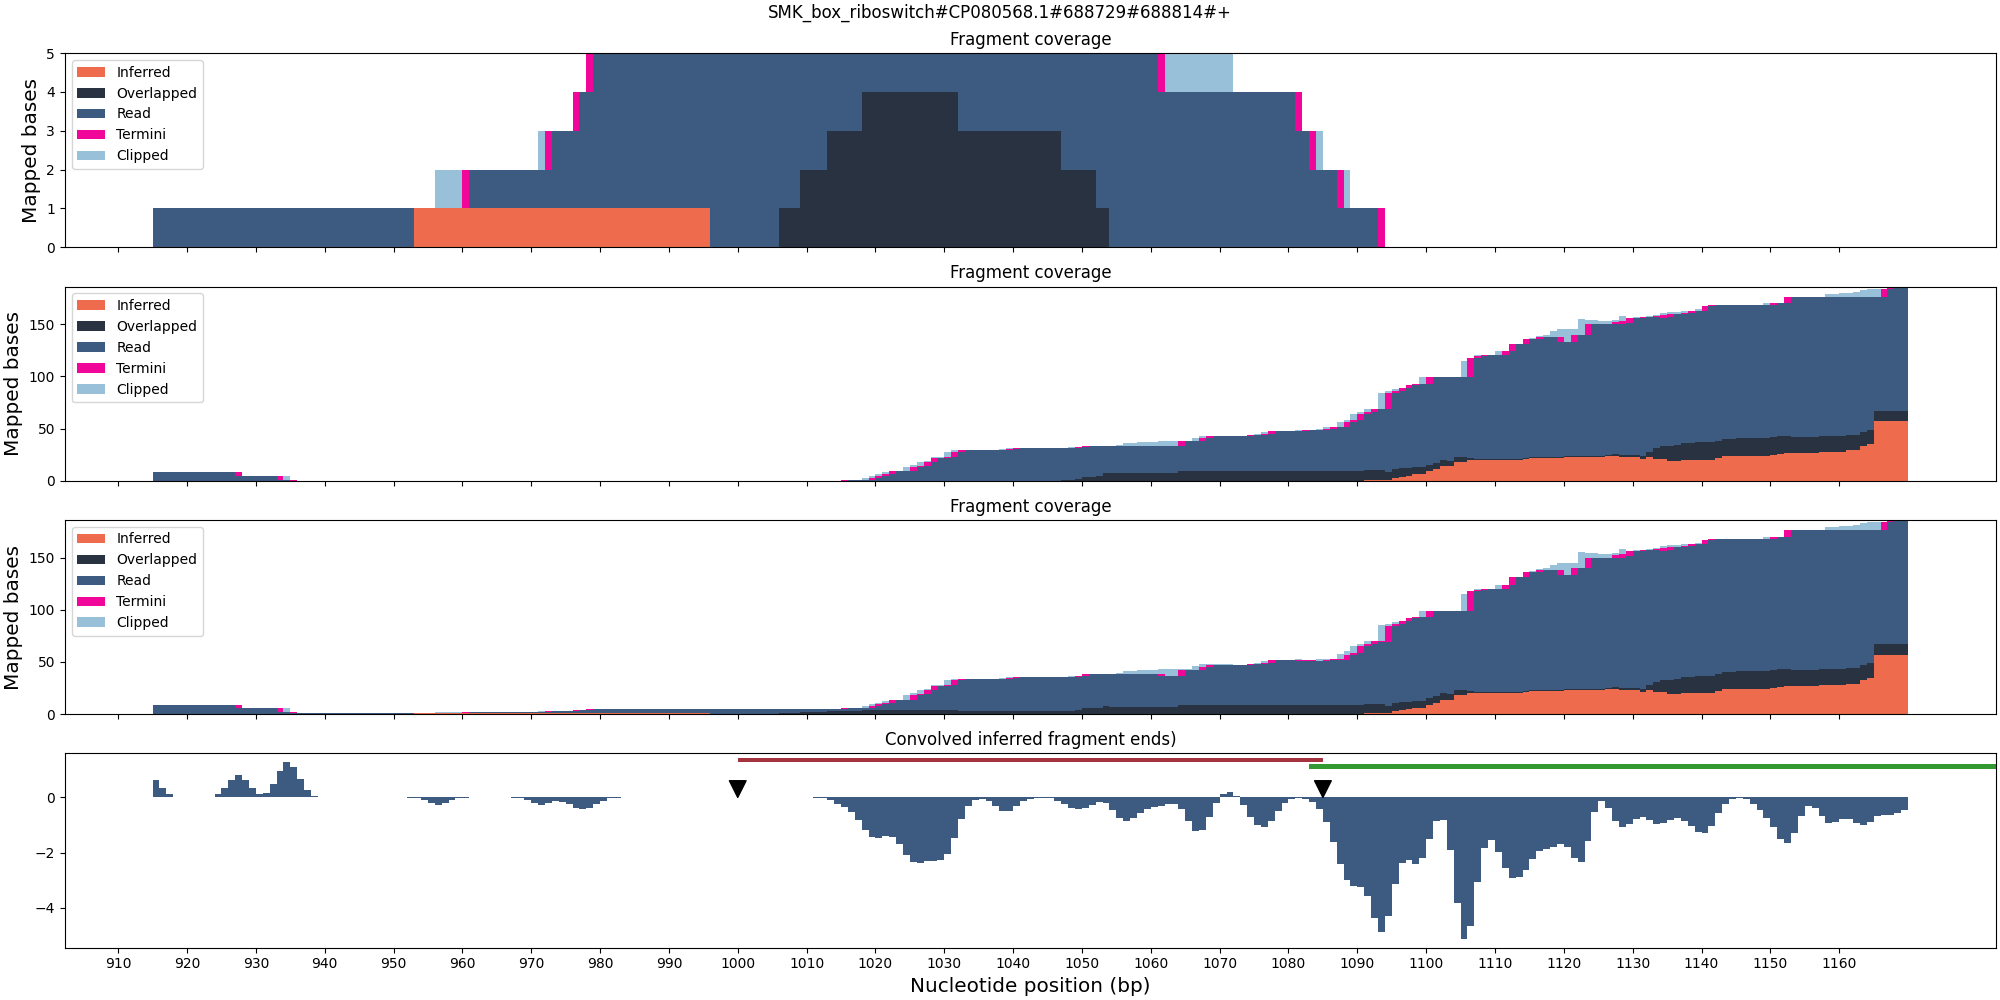 SMK_box_riboswitch#CP080568.1#688729#688814#+
Fragment coverage
Mapped bases
5
4
3
2
1
0
Inferred
Overlapped
Read
Termini
Clipped
Fragment coverage
Mapped bases
150
100
50
0
Inferred
Overlapped
Read
Termini
Clipped
Fragment coverage
Mapped bases
150
100
50
0
Inferred
Overlapped
Read
Termini
Clipped
Convolved inferred fragment ends)
0
−2
−4
910 920 930 940 950 960 970 980 990 1000 1010 1020 1030 1040 1050 1060 1070 1080 1090 1100 1110 1120 1130 1140 1150 1160
Nucleotide position (bp)